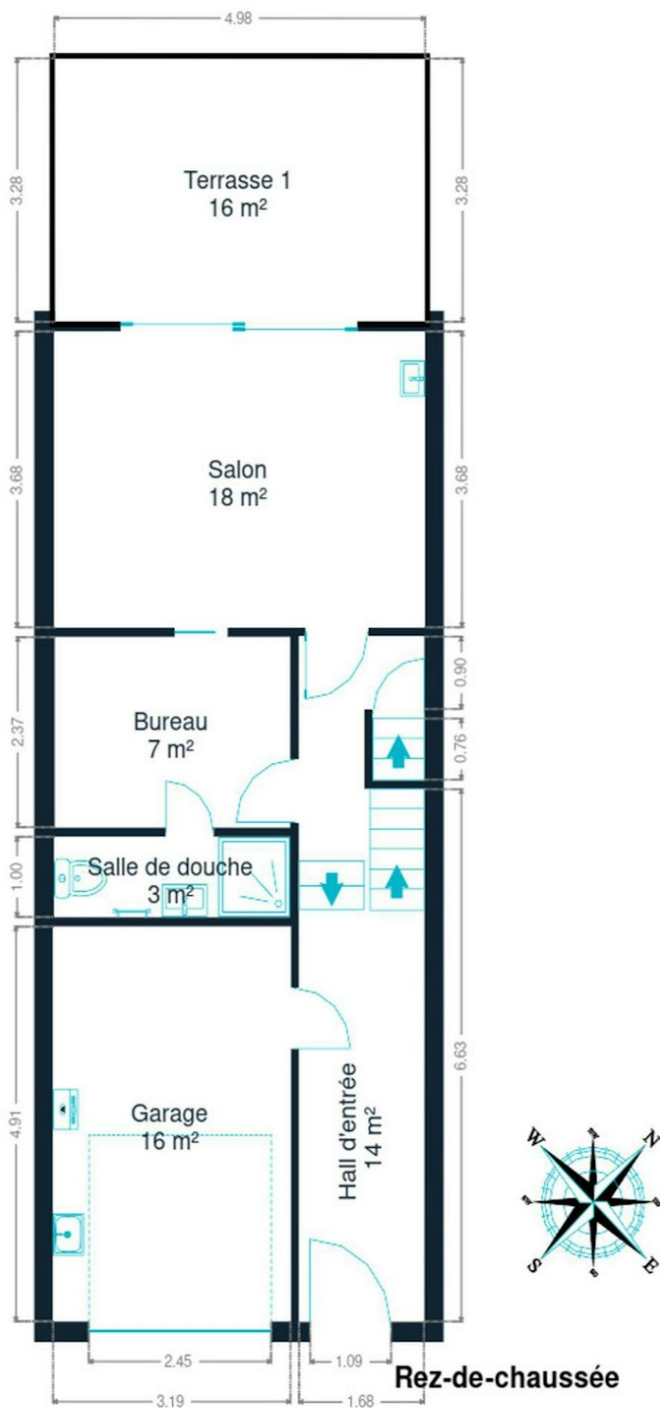 4.98
3.28
3.28
Terrasse 1
16 m²
3.68
3.68
Salon
18 m²
0.90
2.37
Bureau
7 m²
0.76
1.00
Salle de douche
3 m²
6.63
4.91
Garage
16 m²
Hall d'entrée
14 m²
W
N
S
E
2.45
1.09
Rez-de-chaussée
3.19
1.68